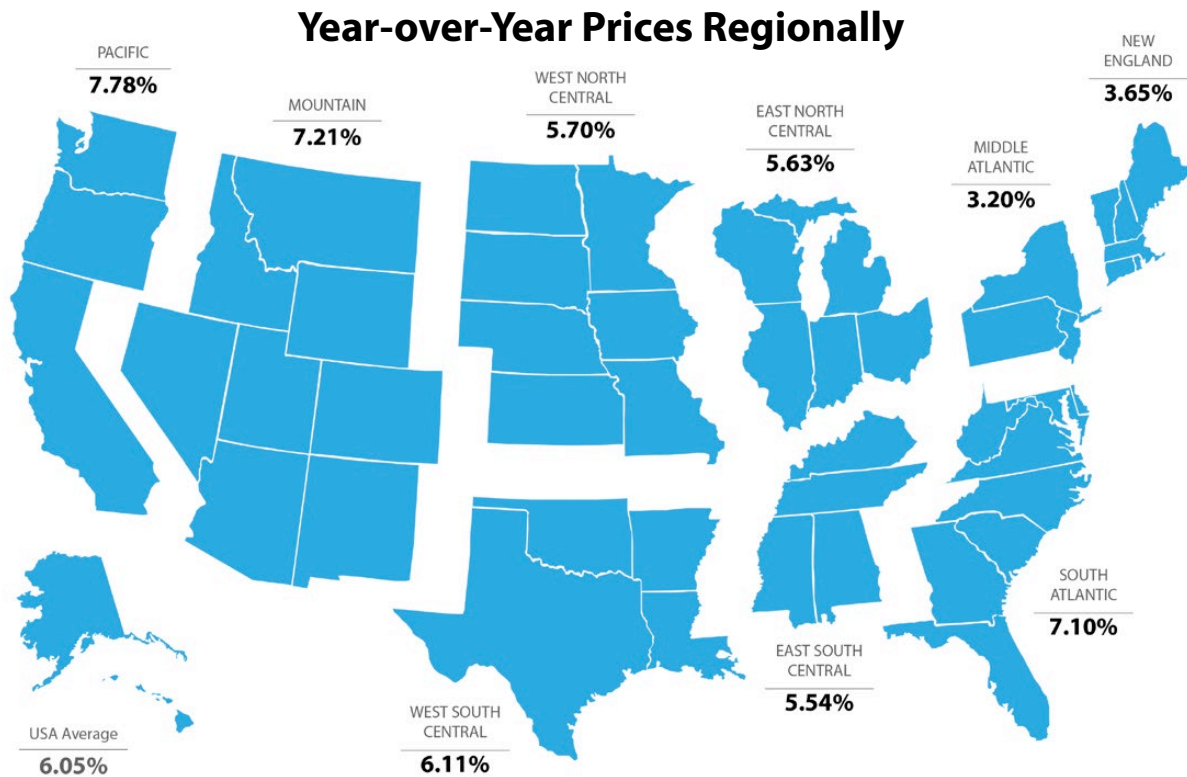 Year-over-Year Prices Regionally
PACIFIC
7.78%
MOUNTAIN
7.21%
WEST NORTH
CENTRAL
5.70%
EAST NORTH
CENTRAL
5.63%
MIDDLE
ATLANTIC
3.20%
NEW
ENGLAND
3.65%
SOUTH
ATLANTIC
7.10%
EAST SOUTH
CENTRAL
5.54%
WEST SOUTH
CENTRAL
6.11%
USA Average
6.05%